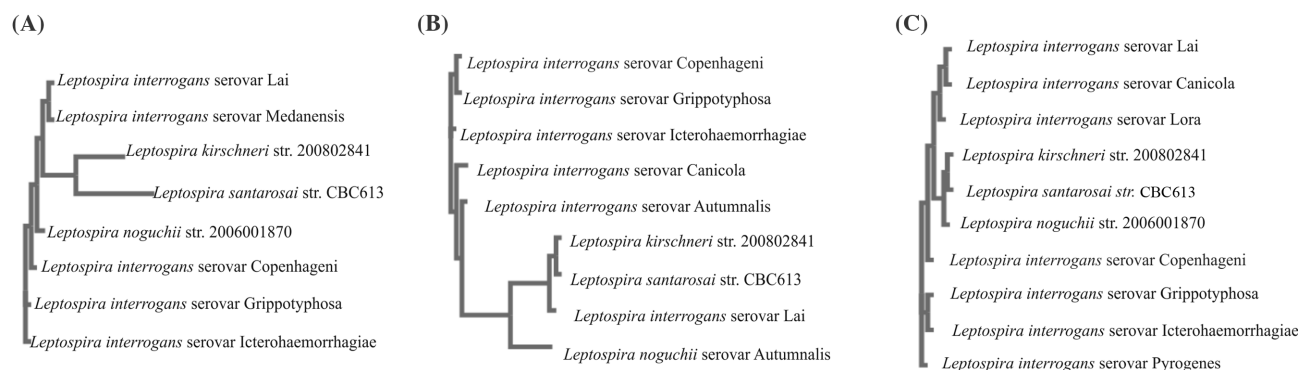 (A)
Leptospira interrogans serovar Lai
Leptospira interrogans serovar Medanensis
Leptospira kirschneri str. 200802841
Leptospira santarosai str. CBC613
Leptospira noguchii str. 2006001870
Leptospira interrogans serovar Copenhageni
Leptospira interrogans serovar Grippotyphosa
Leptospira interrogans serovar Icterohaemorrhagiae
(B)
Leptospira interrogans serovar Copenhageni
Leptospira interrogans serovar Grippotyphosa
Leptospira interrogans serovar Icterohaemorrhagiae
Leptospira interrogans serovar Canicola
Leptospira interrogans serovar Autumnalis
Leptospira kirschneri str. 200802841
Leptospira santarosai str. CBC613
Leptospira interrogans serovar Lai
Leptospira noguchii serovar Autumnalis
(C)
Leptospira interrogans serovar Lai
Leptospira interrogans serovar Canicola
Leptospira interrogans serovar Lora
Leptospira kirschneri str. 200802841
Leptospira santarosai str. CBC613
Leptospira noguchii str. 2006001870
Leptospira interrogans serovar Copenhageni
Leptospira interrogans serovar Grippotyphosa
Leptospira interrogans serovar Icterohaemorrhagiae
Leptospira interrogans serovar Pyrogenes